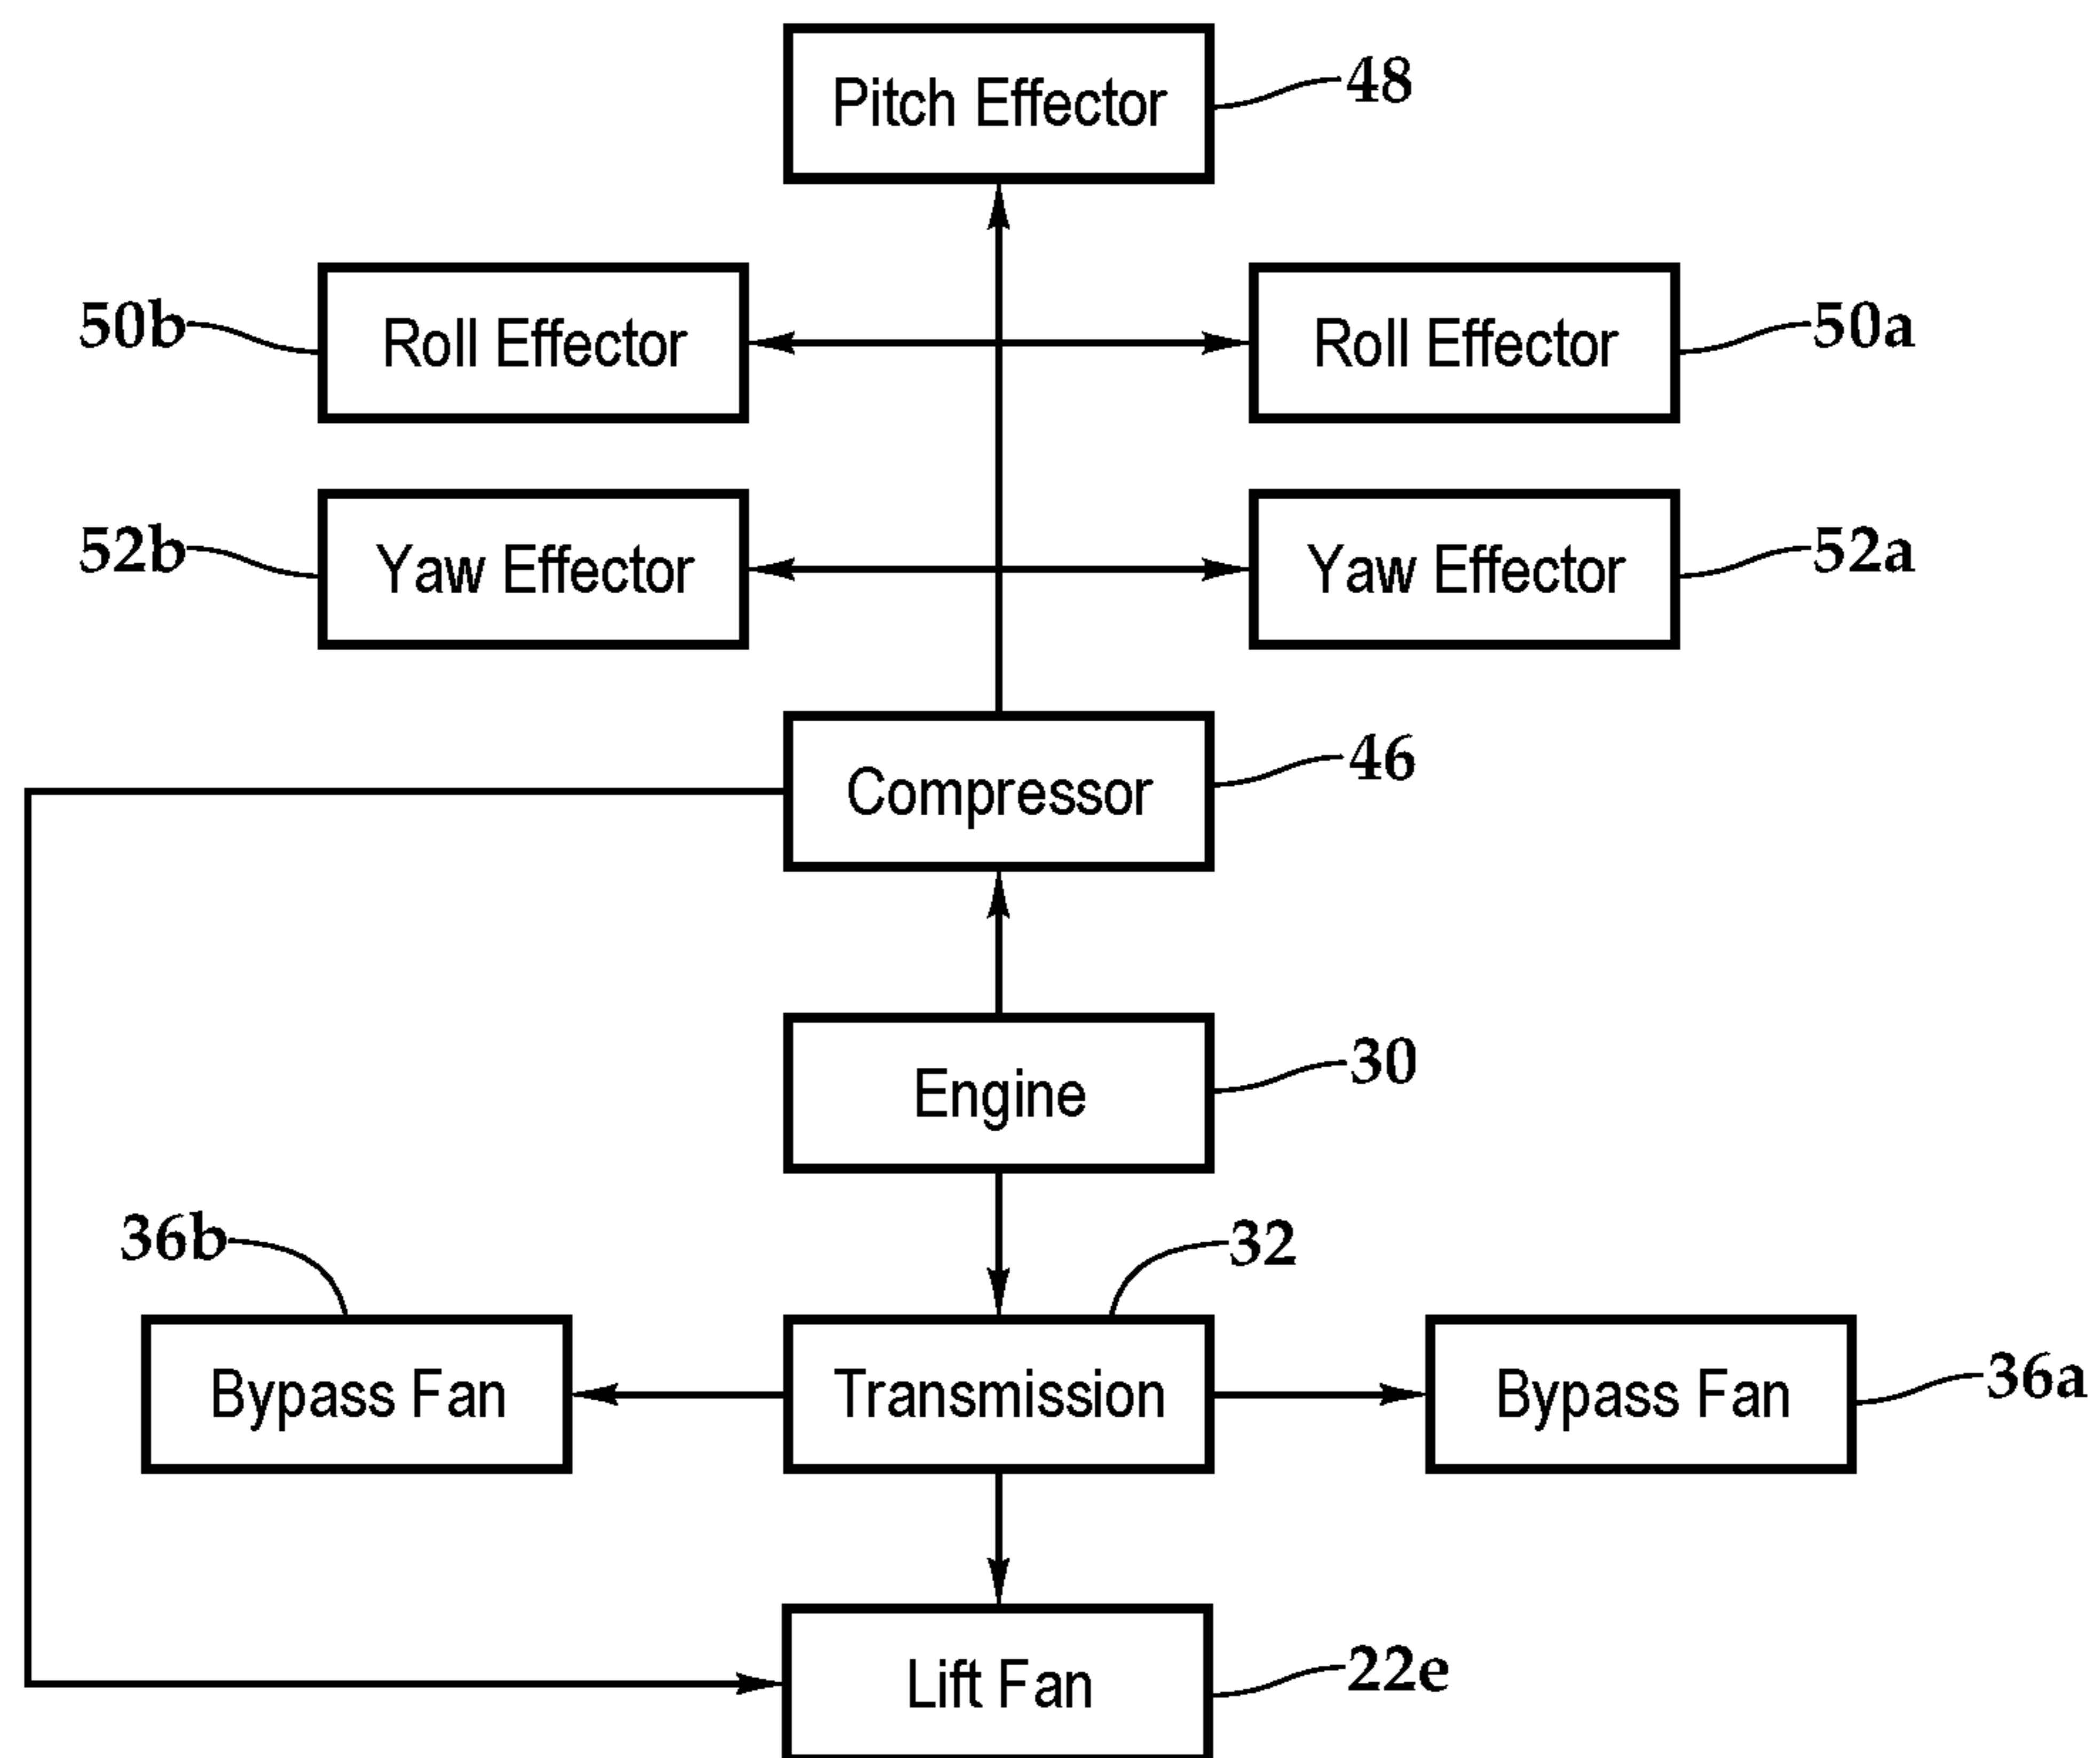 Pitch Effector
48
50b
Roll Effector
Roll Effector
50a
52b
Yaw Effector
Yaw Effector
52a
Compressor
46
Engine
30
36b
32
Bypass Fan
Transmission
Bypass Fan
36a
Lift Fan
22e